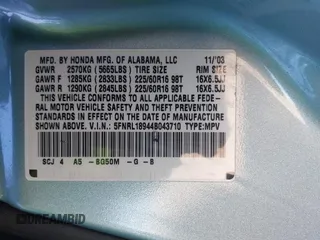 MFD. BY HONDA MFG. OF ALABAMA, LLC 11/'03
GVWR 2570KG (5665LBS) TIRE SIZE RIM SIZE
GAWR F 1285KG (2833LBS) 225/60R16 98T 16X6.5JJ
GAWR R 1290KG (2845LBS) 225/60R16 98T 16X6.5JJ
THIS VEHICLE CONFORMS TO ALL APPLICABLE FEDE-
RAL MOTOR VEHICLE SAFETY AND THEFT PREVENTION
STANDARDS IN EFFECT ON THE DATE OF MANUFACTURE
SHOWN ABOVE. V.I.N: 5FNRL18944B043710 TYPE:MPV
SCJ 4 A5 - BG50M - G - B
DREAMBID